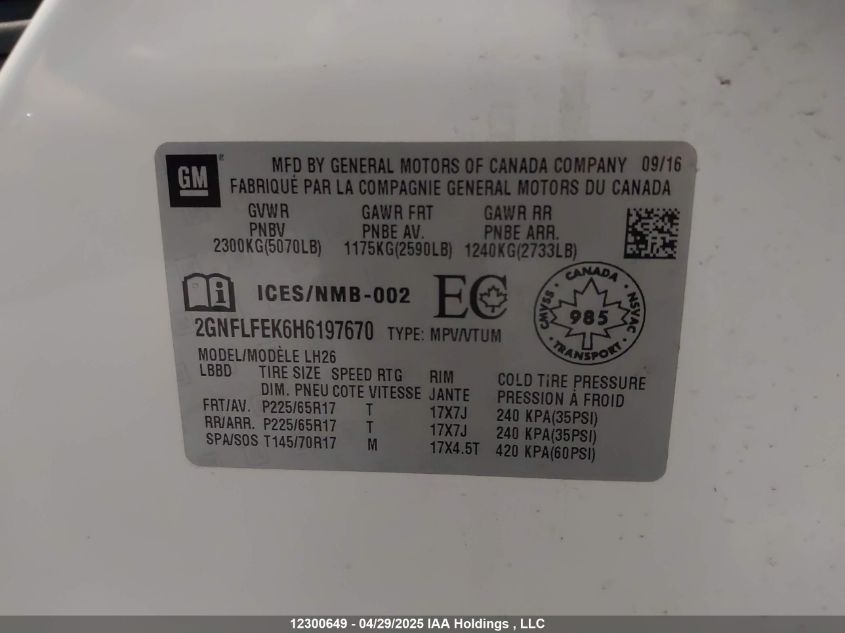 GM
MFD BY GENERAL MOTORS OF CANADA COMPANY 09/16
FABRIQUÉ PAR LA COMPAGNIE GENERAL MOTORS DU CANADA
GVWR GAWR FRT GAWR RR
PNBV PNBE AV. PNBE ARR.
2300KG(5070LB) 1175KG(2590LB) 1240KG(2733LB)
ICES/NMB-002 EC
CANADA CMVSS 985 NSVAC TRANSPORT
2GNFLFEK6H6197670 TYPE: MPV/VTUM
MODEL/MODÈLE LH26
LBBD TIRE SIZE SPEED RTG RIM COLD TIRE PRESSURE
DIM. PNEU COTE VITESSE JANTE PRESSION À FROID
FRT/AV. P225/65R17 T 17X7J 240 KPA(35PSI)
RR/ARR. P225/65R17 T 17X7J 240 KPA(35PSI)
SPA/SOS T145/70R17 M 17X4.5T 420 KPA(60PSI)
12300649 - 04/29/2025 IAA Holdings , LLC